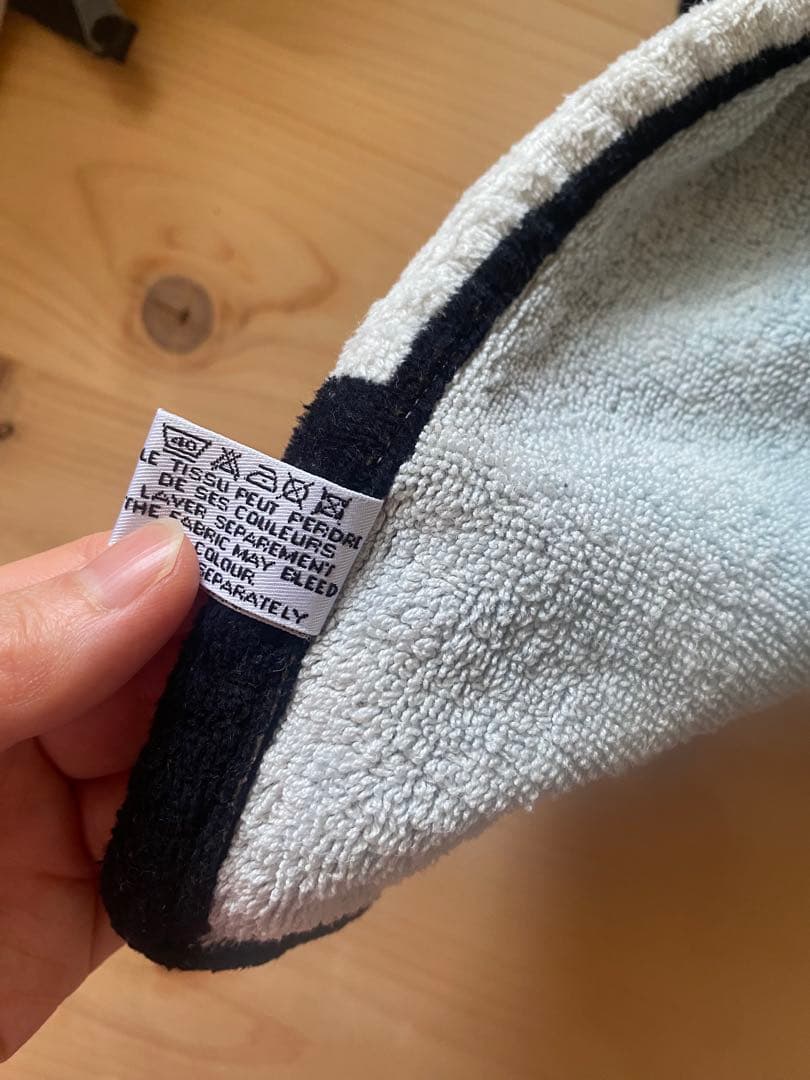 40
LE TISSU PEUT PERDRE
DE SES COULEURS
LAVER SEPAREMENT
THE FABRIC MAY BLEED
COLOUR
SEPARATELY